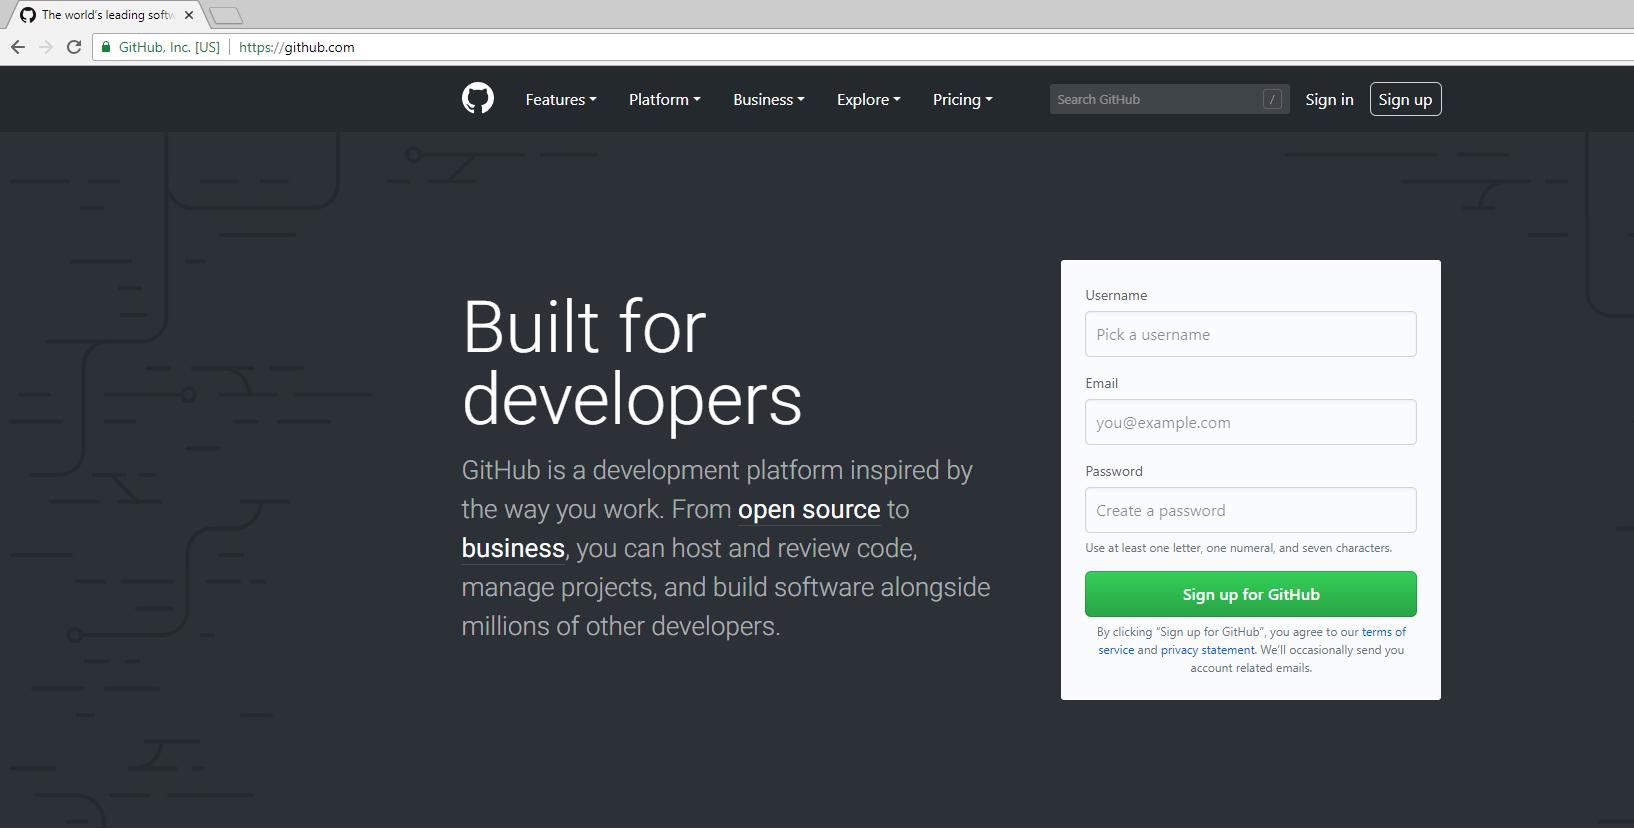 The world's leading softw
GitHub, Inc. [US] https://github.com
Features Platform Business Explore Pricing Search GitHub / Sign in Sign up
Built for
developers
GitHub is a development platform inspired by
the way you work. From open source to
business, you can host and review code,
manage projects, and build software alongside
millions of other developers.
Username
Pick a username
Email
you@example.com
Password
Create a password
Use at least one letter, one numeral, and seven characters.
Sign up for GitHub
By clicking “Sign up for GitHub”, you agree to our terms of
service and privacy statement. We’ll occasionally send you
account related emails.